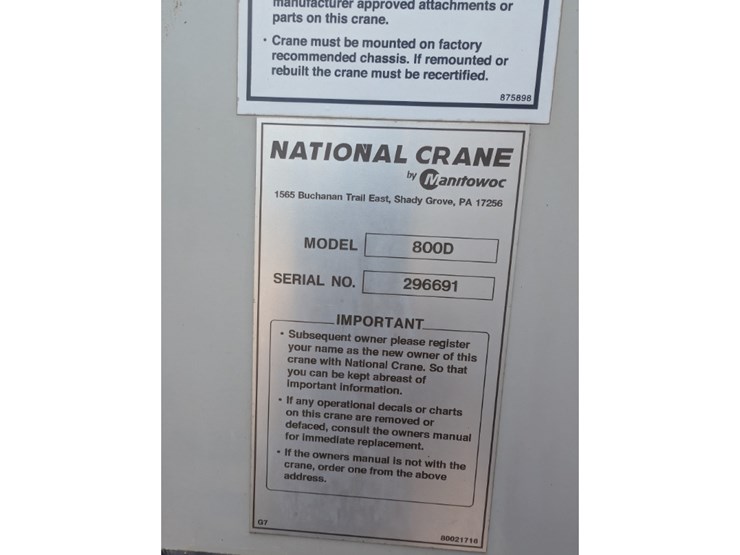 manufacturer approved attachments or
parts on this crane.
• Crane must be mounted on factory
recommended chassis. If remounted or
rebuilt the crane must be recertified.
875898
NATIONAL CRANE
by Manitowoc
1565 Buchanan Trail East, Shady Grove, PA 17256
MODEL 800D
SERIAL NO. 296691
IMPORTANT
• Subsequent owner please register
your name as the new owner of this
crane with National Crane. So that
you can be kept abreast of
important information.
• If any operational decals or charts
on this crane are removed or
defaced, consult the owners manual
for immediate replacement.
• If the owners manual is not with the
crane, order one from the above
address.
G7 80021716